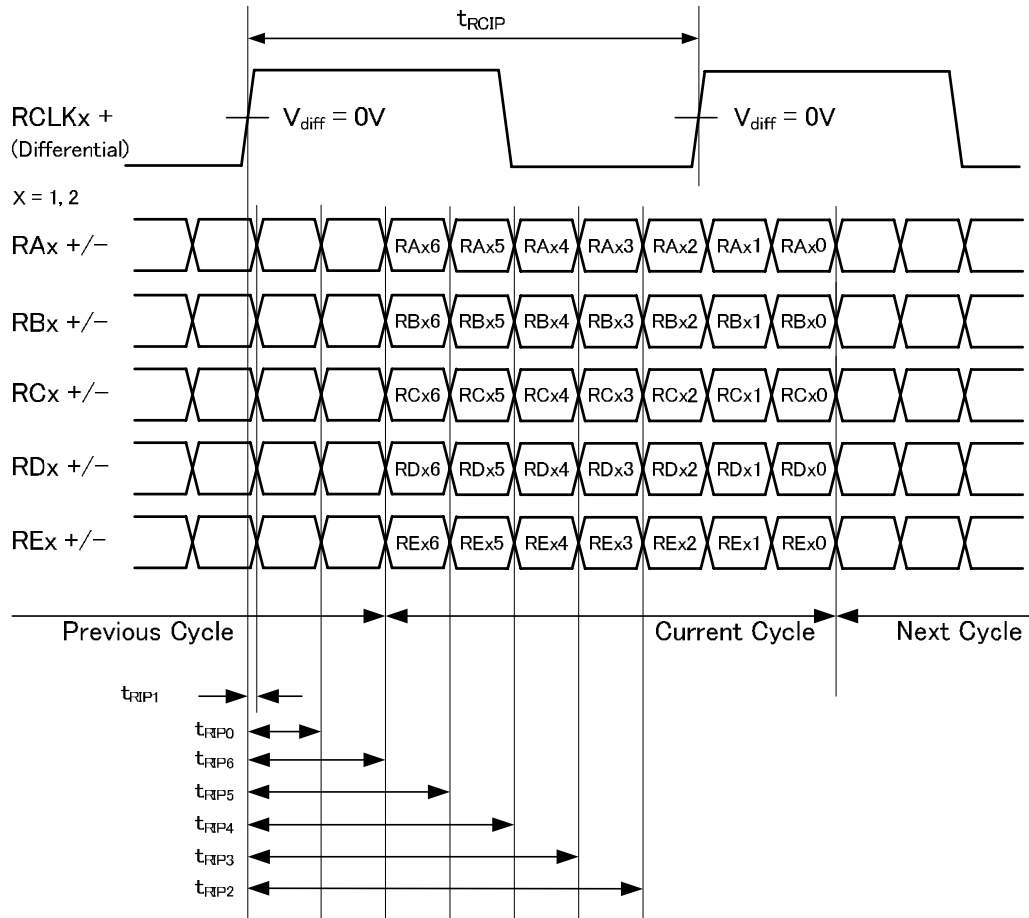 tRCIP
RCLKx +
(Differential)
Vdiff = 0V
Vdiff = 0V
X = 1, 2
RAx +/-
RAx6 RAx5 RAx4 RAx3 RAx2 RAx1 RAx0
RBx +/-
RBx6 RBx5 RBx4 RBx3 RBx2 RBx1 RBx0
RCx +/-
RCx6 RCx5 RCx4 RCx3 RCx2 RCx1 RCx0
RDx +/-
RDx6 RDx5 RDx4 RDx3 RDx2 RDx1 RDx0
REx +/-
REx6 REx5 REx4 REx3 REx2 REx1 REx0
Previous Cycle
Current Cycle
Next Cycle
tRIP1
tRIP0
tRIP6
tRIP5
tRIP4
tRIP3
tRIP2